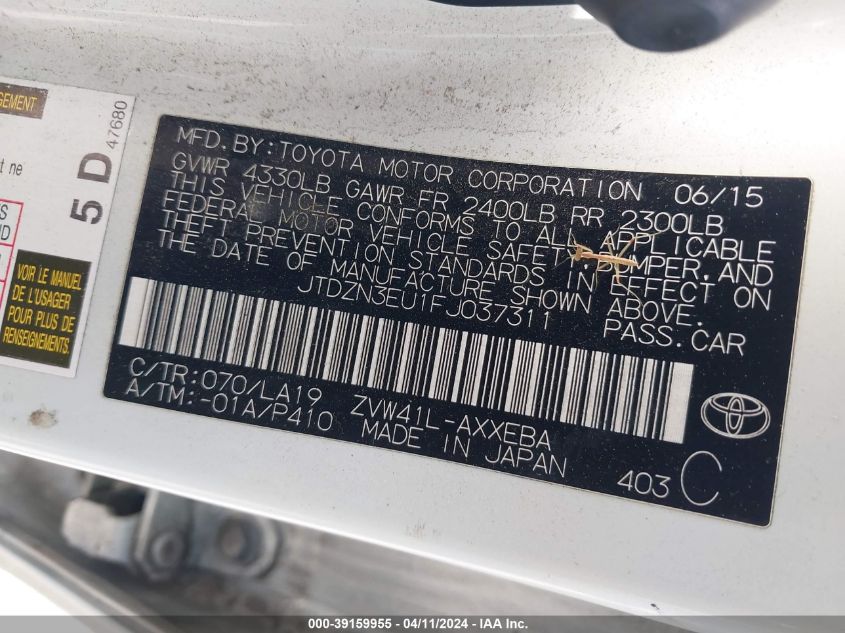 GEMENT
t ne
S
ND
VOIR LE MANUEL
DE L'USAGER
POUR PLUS DE
RENSEIGNEMENTS.
5 D
47680
MFD.BY:TOYOTA MOTOR CORPORATION 06/15
GVWR 4330LB GAWR FR 2400LB RR 2300LB
THIS VEHICLE CONFORMS TO ALL APPLICABLE
FEDERAL MOTOR VEHICLE SAFETY, BUMPER, AND
THEFT PREVENTION STANDARDS IN EFFECT ON
THE DATE OF MANUFACTURE SHOWN ABOVE.
JTDZN3EU1FJ037311 PASS.CAR
C/TR:070/LA19 ZVW41L-AXXEBA
A/TM:-01A/P410 MADE IN JAPAN
403 C
000-39159955 - 04/11/2024 - IAA Inc.